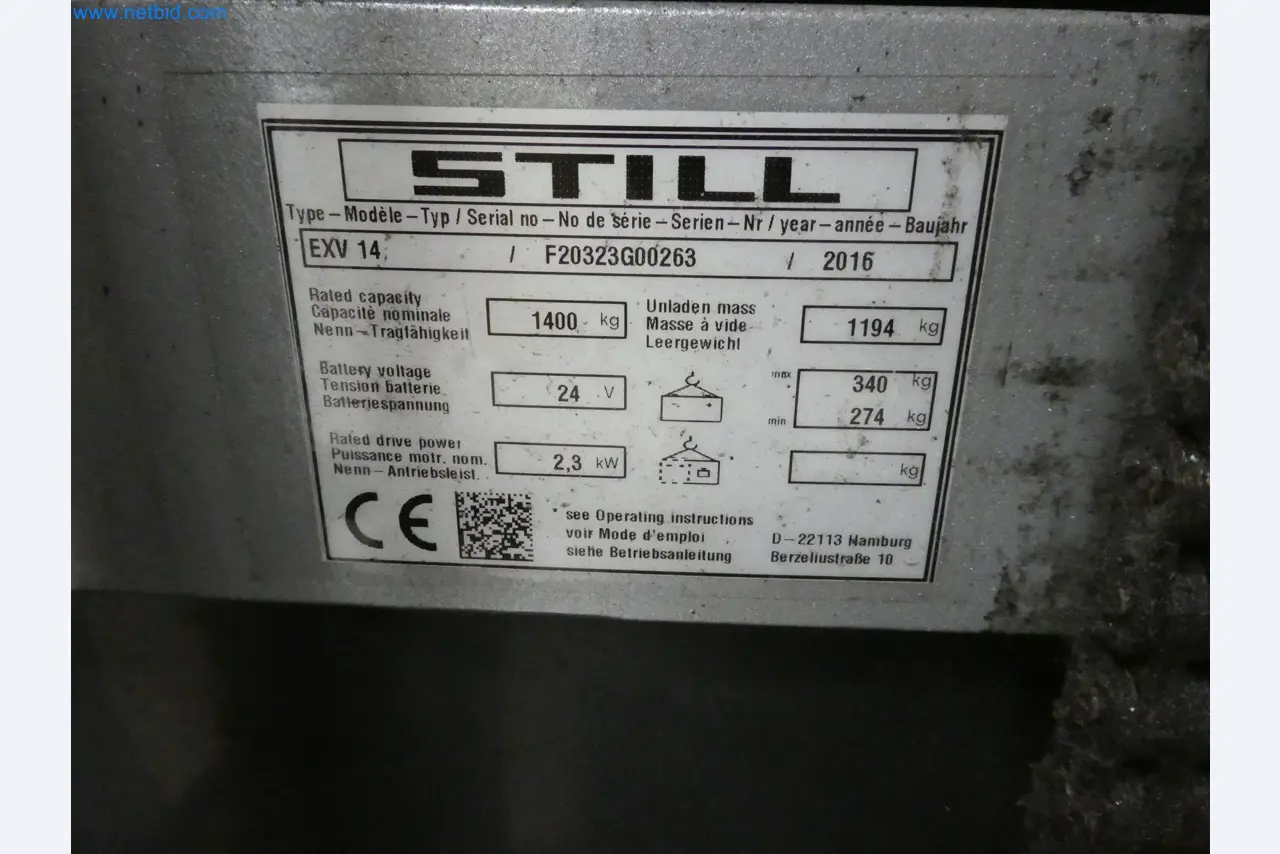 www.netbid.com
STILL
Type – Modèle – Typ / Serial no – No de série – Serien – Nr / year – année – Baujahr
EXV 14 / F20323G00263 / 2016
Rated capacity
Capacité nominale
Nenn – Tragfähigkeit
1400 kg
Unladen mass
Masse à vide
Leergewicht
1194 kg
Battery voltage
Tension batterie
Batteriespannung
24 V
max 340 kg
min 274 kg
Rated drive power
Puissance motr. nom.
Nenn – Antriebsleist.
2,3 kW
kg
CE
see Operating instructions
voir Mode d'emploi
siehe Betriebsanleitung
D – 22113 Hamburg
Berzeliustraße 10